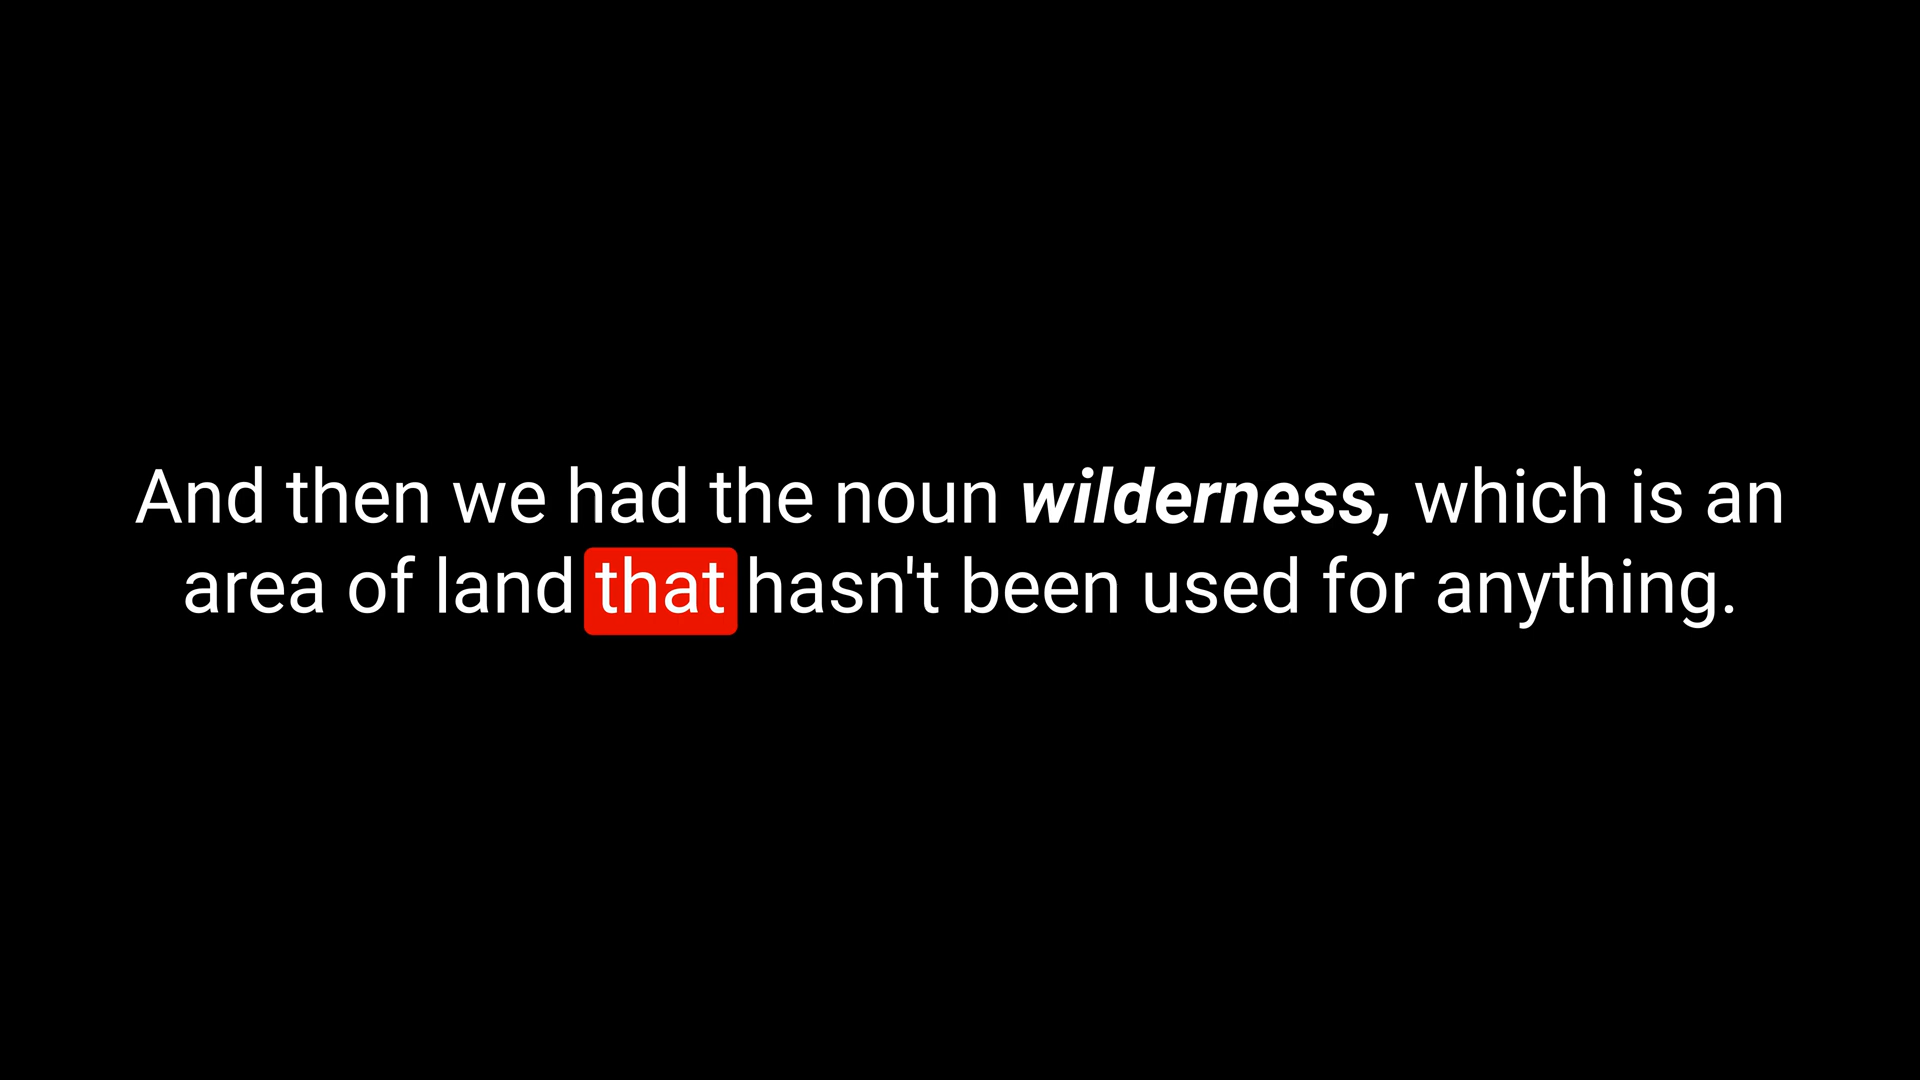 And then we had the noun wilderness, which is an
area of land that hasn't been used for anything.